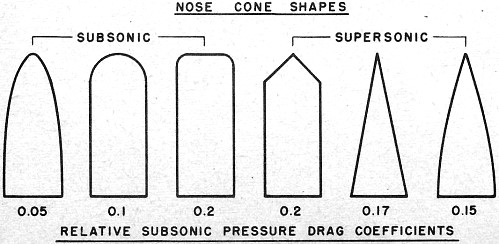 NOSE CONE SHAPES
SUBSONIC SUPERSONIC
0.05 0.1 0.2 0.2 0.17 0.15
RELATIVE SUBSONIC PRESSURE DRAG COEFFICIENTS